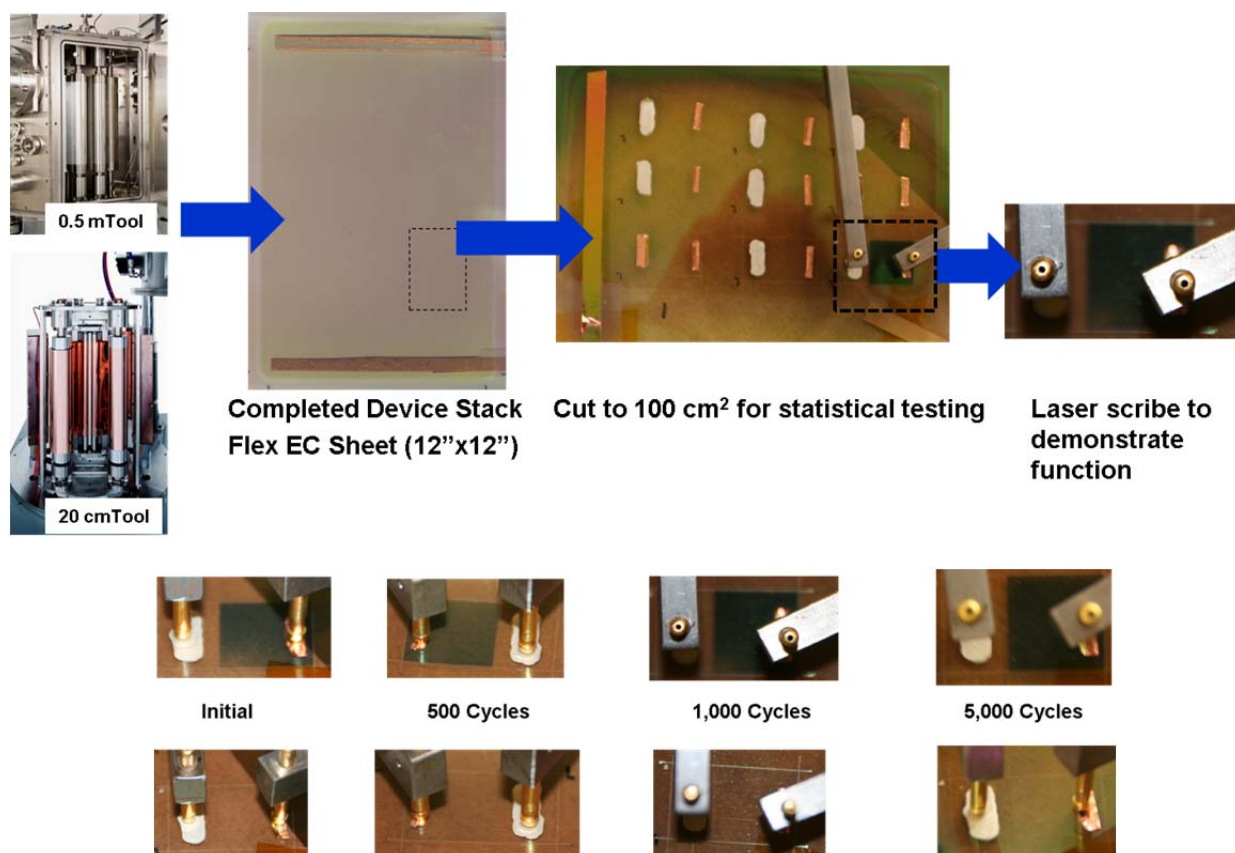 0.5 mTool
20 cmTool
Completed Device Stack
Flex EC Sheet (12”x12”)
Cut to 100 cm² for statistical testing
Laser scribe to
demonstrate
function
Initial
500 Cycles
1,000 Cycles
5,000 Cycles